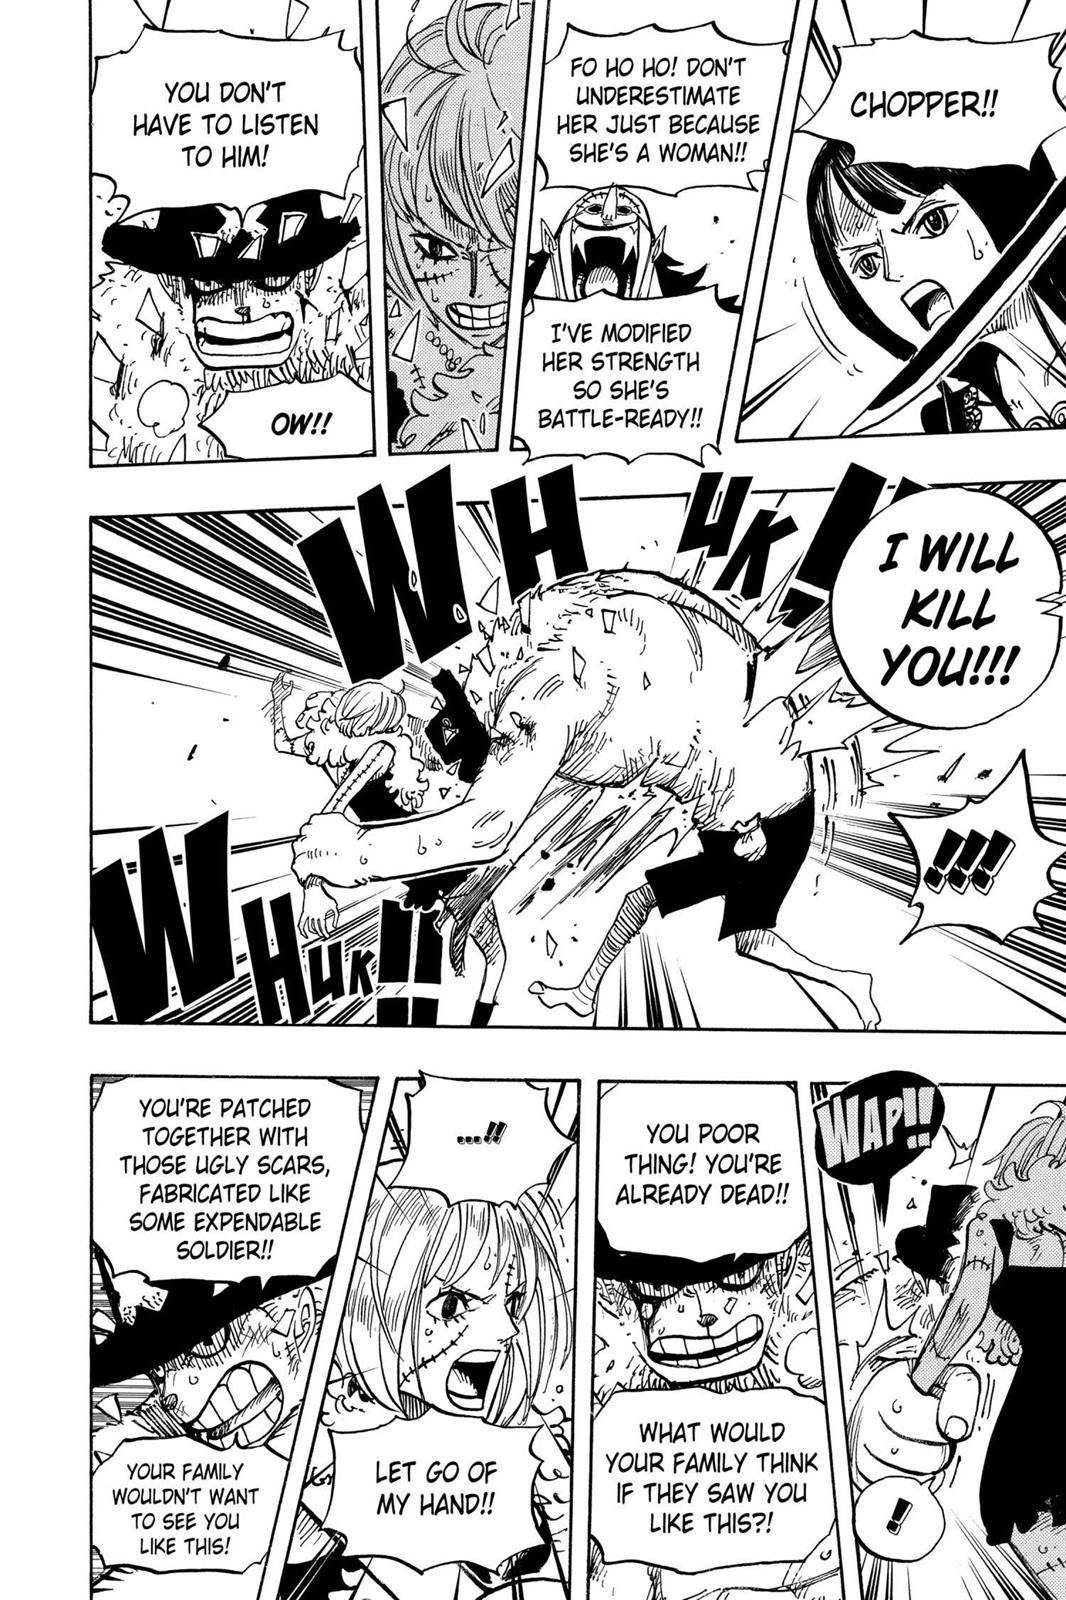 CHOPPER!!
FO HO HO! DON'T
UNDERESTIMATE
HER JUST BECAUSE
SHE'S A WOMAN!!
I'VE MODIFIED
HER STRENGTH
SO SHE'S
BATTLE-READY!!
YOU DON'T
HAVE TO LISTEN
TO HIM!
OW!!
I WILL
KILL
YOU!!!
!!!
WHUK!!
WHUK!!
WAP!!
!
YOU POOR
THING! YOU'RE
ALREADY DEAD!!
WHAT WOULD
YOUR FAMILY THINK
IF THEY SAW YOU
LIKE THIS?!
...!!
LET GO OF
MY HAND!!
YOU'RE PATCHED
TOGETHER WITH
THOSE UGLY SCARS,
FABRICATED LIKE
SOME EXPENDABLE
SOLDIER!!
YOUR FAMILY
WOULDN'T WANT
TO SEE YOU
LIKE THIS!